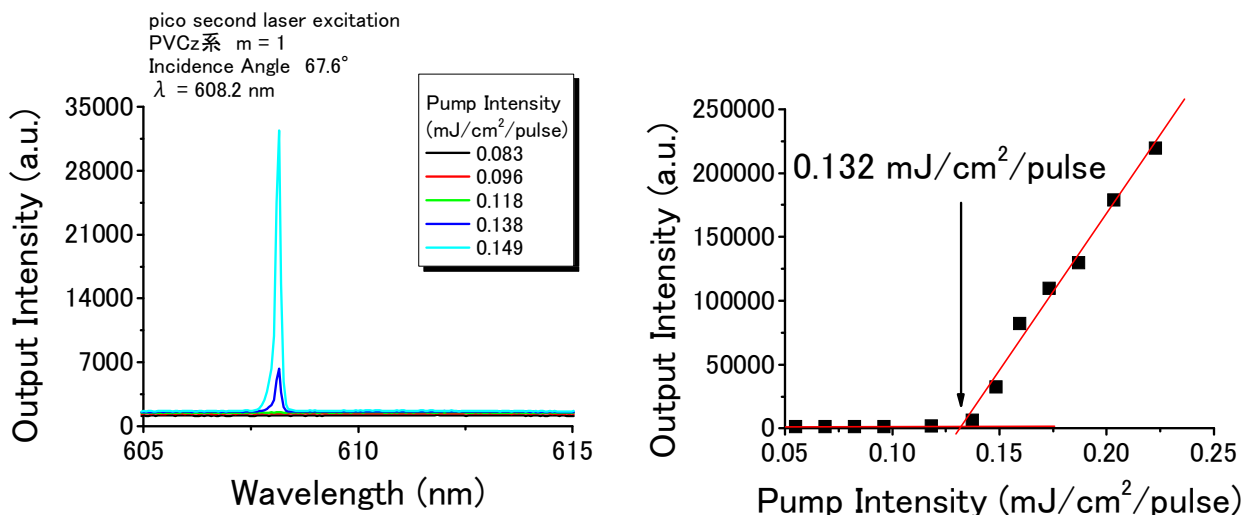 pico second laser excitation
PVCz系 m = 1
Incidence Angle 67.6°
λ = 608.2 nm
35000
28000
21000
14000
7000
0
Output Intensity (a.u.)
605
610
615
Wavelength (nm)
Pump Intensity
(mJ/cm²/pulse)
0.083
0.096
0.118
0.138
0.149
250000
200000
150000
100000
50000
0
Output Intensity (a.u.)
0.132 mJ/cm²/pulse
0.05
0.10
0.15
0.20
0.25
Pump Intensity (mJ/cm²/pulse)